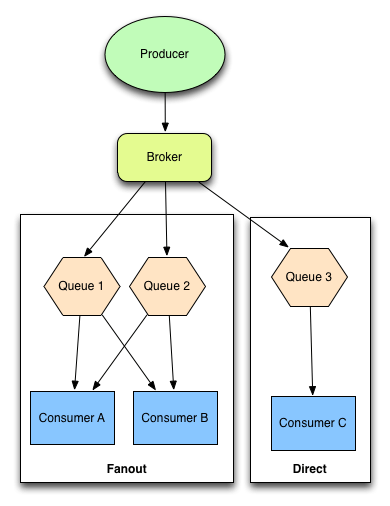 Producer
Broker
Queue 1
Queue 2
Queue 3
Consumer A
Consumer B
Consumer C
Fanout
Direct